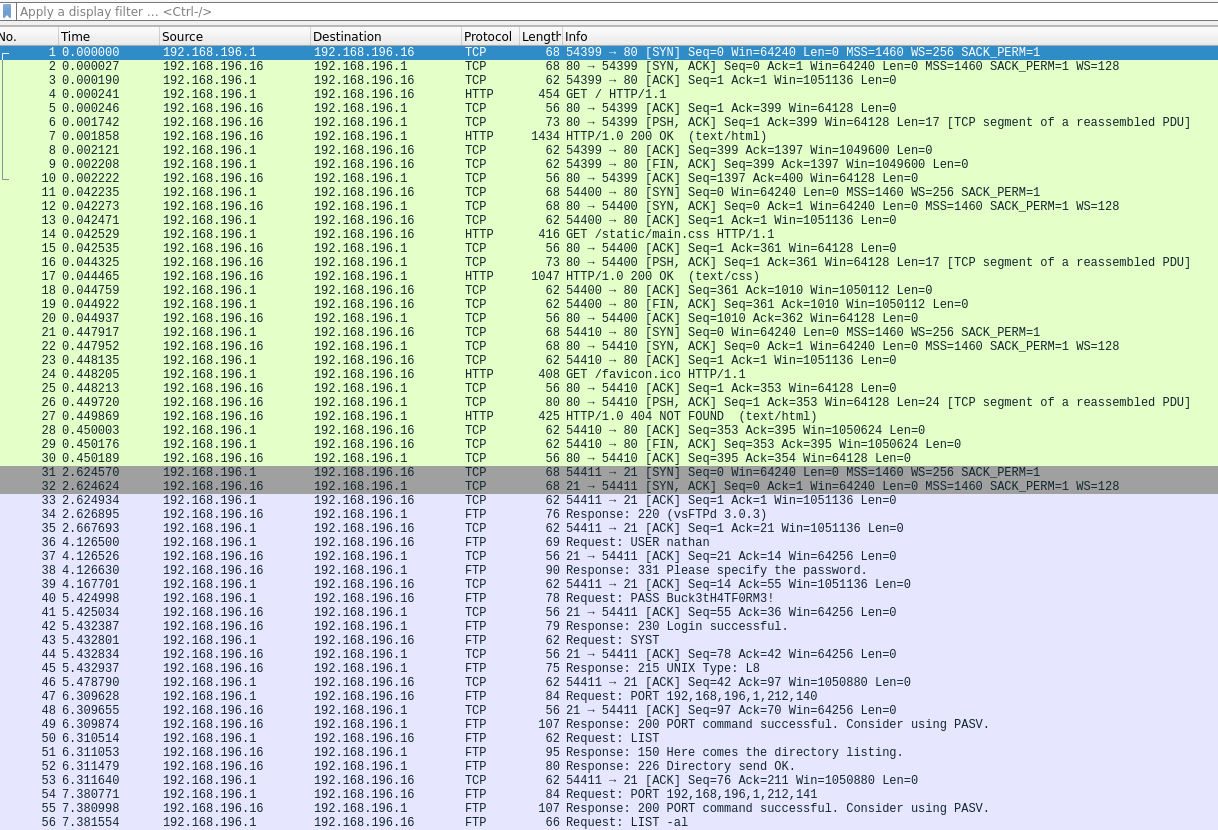 Apply a display filter … <Ctrl-/>
No. Time Source Destination Protocol Length Info
1 0.000000 192.168.196.1 192.168.196.16 TCP 68 54399 → 80 [SYN] Seq=0 Win=64240 Len=0 MSS=1460 WS=256 SACK_PERM=1
2 0.000027 192.168.196.16 192.168.196.1 TCP 68 80 → 54399 [SYN, ACK] Seq=0 Ack=1 Win=64240 Len=0 MSS=1460 SACK_PERM=1 WS=128
3 0.000190 192.168.196.1 192.168.196.16 TCP 62 54399 → 80 [ACK] Seq=1 Ack=1 Win=1051136 Len=0
4 0.000241 192.168.196.1 192.168.196.16 HTTP 454 GET / HTTP/1.1
5 0.000246 192.168.196.16 192.168.196.1 TCP 56 80 → 54399 [ACK] Seq=1 Ack=399 Win=64128 Len=0
6 0.001742 192.168.196.16 192.168.196.1 TCP 73 80 → 54399 [PSH, ACK] Seq=1 Ack=399 Win=64128 Len=17 [TCP segment of a reassembled PDU]
7 0.001858 192.168.196.16 192.168.196.1 HTTP 1434 HTTP/1.0 200 OK  (text/html)
8 0.002121 192.168.196.1 192.168.196.16 TCP 62 54399 → 80 [ACK] Seq=399 Ack=1397 Win=1049600 Len=0
9 0.002208 192.168.196.1 192.168.196.16 TCP 62 54399 → 80 [FIN, ACK] Seq=399 Ack=1397 Win=1049600 Len=0
10 0.002222 192.168.196.16 192.168.196.1 TCP 56 80 → 54399 [ACK] Seq=1397 Ack=400 Win=64128 Len=0
11 0.042235 192.168.196.1 192.168.196.16 TCP 68 54400 → 80 [SYN] Seq=0 Win=64240 Len=0 MSS=1460 WS=256 SACK_PERM=1
12 0.042273 192.168.196.16 192.168.196.1 TCP 68 80 → 54400 [SYN, ACK] Seq=0 Ack=1 Win=64240 Len=0 MSS=1460 SACK_PERM=1 WS=128
13 0.042471 192.168.196.1 192.168.196.16 TCP 62 54400 → 80 [ACK] Seq=1 Ack=1 Win=1051136 Len=0
14 0.042529 192.168.196.1 192.168.196.16 HTTP 416 GET /static/main.css HTTP/1.1
15 0.042535 192.168.196.16 192.168.196.1 TCP 56 80 → 54400 [ACK] Seq=1 Ack=361 Win=64128 Len=0
16 0.044325 192.168.196.16 192.168.196.1 TCP 73 80 → 54400 [PSH, ACK] Seq=1 Ack=361 Win=64128 Len=17 [TCP segment of a reassembled PDU]
17 0.044465 192.168.196.16 192.168.196.1 HTTP 1047 HTTP/1.0 200 OK  (text/css)
18 0.044759 192.168.196.1 192.168.196.16 TCP 62 54400 → 80 [ACK] Seq=361 Ack=1010 Win=1050112 Len=0
19 0.044922 192.168.196.1 192.168.196.16 TCP 62 54400 → 80 [FIN, ACK] Seq=361 Ack=1010 Win=1050112 Len=0
20 0.044937 192.168.196.16 192.168.196.1 TCP 56 80 → 54400 [ACK] Seq=1010 Ack=362 Win=64128 Len=0
21 0.447917 192.168.196.1 192.168.196.16 TCP 68 54410 → 80 [SYN] Seq=0 Win=64240 Len=0 MSS=1460 WS=256 SACK_PERM=1
22 0.447952 192.168.196.16 192.168.196.1 TCP 68 80 → 54410 [SYN, ACK] Seq=0 Ack=1 Win=64240 Len=0 MSS=1460 SACK_PERM=1 WS=128
23 0.448135 192.168.196.1 192.168.196.16 TCP 62 54410 → 80 [ACK] Seq=1 Ack=1 Win=1051136 Len=0
24 0.448205 192.168.196.1 192.168.196.16 HTTP 408 GET /favicon.ico HTTP/1.1
25 0.448213 192.168.196.16 192.168.196.1 TCP 56 80 → 54410 [ACK] Seq=1 Ack=353 Win=64128 Len=0
26 0.449720 192.168.196.16 192.168.196.1 TCP 80 80 → 54410 [PSH, ACK] Seq=1 Ack=353 Win=64128 Len=24 [TCP segment of a reassembled PDU]
27 0.449869 192.168.196.16 192.168.196.1 HTTP 425 HTTP/1.0 404 NOT FOUND  (text/html)
28 0.450003 192.168.196.1 192.168.196.16 TCP 62 54410 → 80 [ACK] Seq=353 Ack=395 Win=1050624 Len=0
29 0.450176 192.168.196.1 192.168.196.16 TCP 62 54410 → 80 [FIN, ACK] Seq=353 Ack=395 Win=1050624 Len=0
30 0.450189 192.168.196.16 192.168.196.1 TCP 56 80 → 54410 [ACK] Seq=395 Ack=354 Win=64128 Len=0
31 2.624570 192.168.196.1 192.168.196.16 TCP 68 54411 → 21 [SYN] Seq=0 Win=64240 Len=0 MSS=1460 WS=256 SACK_PERM=1
32 2.624624 192.168.196.16 192.168.196.1 TCP 68 21 → 54411 [SYN, ACK] Seq=0 Ack=1 Win=64240 Len=0 MSS=1460 SACK_PERM=1 WS=128
33 2.624934 192.168.196.1 192.168.196.16 TCP 62 54411 → 21 [ACK] Seq=1 Ack=1 Win=1051136 Len=0
34 2.626895 192.168.196.16 192.168.196.1 FTP 76 Response: 220 (vsFTPd 3.0.3)
35 2.667693 192.168.196.1 192.168.196.16 TCP 62 54411 → 21 [ACK] Seq=1 Ack=21 Win=1051136 Len=0
36 4.126500 192.168.196.1 192.168.196.16 FTP 69 Request: USER nathan
37 4.126526 192.168.196.16 192.168.196.1 TCP 56 21 → 54411 [ACK] Seq=21 Ack=14 Win=64256 Len=0
38 4.126630 192.168.196.16 192.168.196.1 FTP 90 Response: 331 Please specify the password.
39 4.167701 192.168.196.1 192.168.196.16 TCP 62 54411 → 21 [ACK] Seq=14 Ack=55 Win=1051136 Len=0
40 5.424998 192.168.196.1 192.168.196.16 FTP 78 Request: PASS Buck3tH4TF0RM3!
41 5.425034 192.168.196.16 192.168.196.1 TCP 56 21 → 54411 [ACK] Seq=55 Ack=36 Win=64256 Len=0
42 5.432387 192.168.196.16 192.168.196.1 FTP 79 Response: 230 Login successful.
43 5.432801 192.168.196.1 192.168.196.16 FTP 62 Request: SYST
44 5.432834 192.168.196.16 192.168.196.1 TCP 56 21 → 54411 [ACK] Seq=78 Ack=42 Win=64256 Len=0
45 5.432937 192.168.196.16 192.168.196.1 FTP 75 Response: 215 UNIX Type: L8
46 5.478790 192.168.196.1 192.168.196.16 TCP 62 54411 → 21 [ACK] Seq=42 Ack=97 Win=1050880 Len=0
47 6.309628 192.168.196.1 192.168.196.16 FTP 84 Request: PORT 192,168,196,1,212,140
48 6.309655 192.168.196.16 192.168.196.1 TCP 56 21 → 54411 [ACK] Seq=97 Ack=70 Win=64256 Len=0
49 6.309874 192.168.196.16 192.168.196.1 FTP 107 Response: 200 PORT command successful. Consider using PASV.
50 6.310514 192.168.196.1 192.168.196.16 FTP 62 Request: LIST
51 6.311053 192.168.196.16 192.168.196.1 FTP 95 Response: 150 Here comes the directory listing.
52 6.311479 192.168.196.16 192.168.196.1 FTP 80 Response: 226 Directory send OK.
53 6.311640 192.168.196.1 192.168.196.16 TCP 62 54411 → 21 [ACK] Seq=76 Ack=211 Win=1050880 Len=0
54 7.380771 192.168.196.1 192.168.196.16 FTP 84 Request: PORT 192,168,196,1,212,141
55 7.380998 192.168.196.16 192.168.196.1 FTP 107 Response: 200 PORT command successful. Consider using PASV.
56 7.381554 192.168.196.1 192.168.196.16 FTP 66 Request: LIST -al